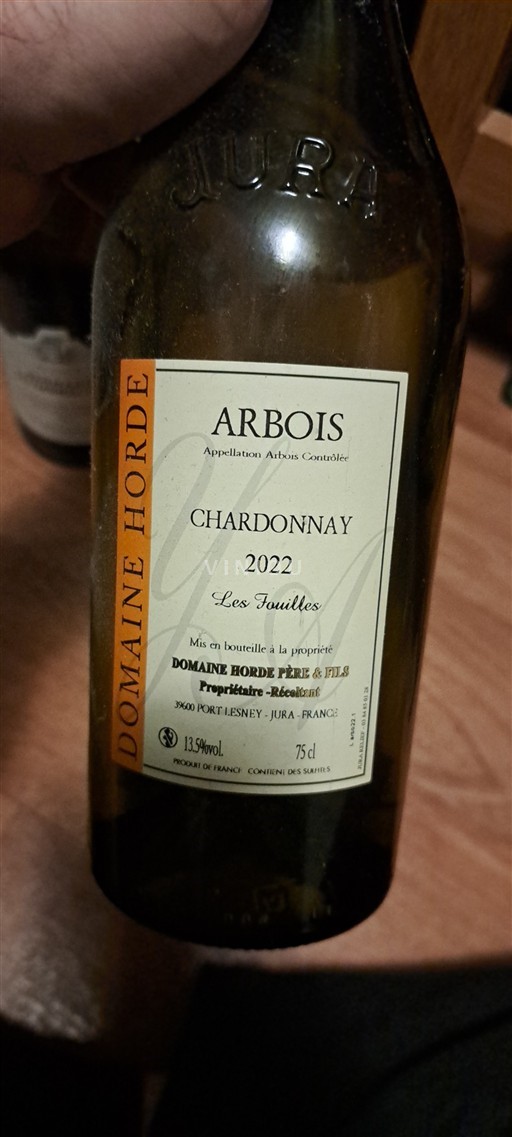 JURA
DOMAINE HORDE
ARBOIS
Appellation Arbois Contrôlée
CHARDONNAY
2022
Les Fouilles
Mis en bouteille à la propriété
DOMAINE HORDE PÈRE & FILS
Propriétaire -Récoltant
39600 PORT LESNEY - JURA - FRANCE
13.5%vol. 75 cl
PRODUIT DE FRANCE CONTIENT DES SULFITES